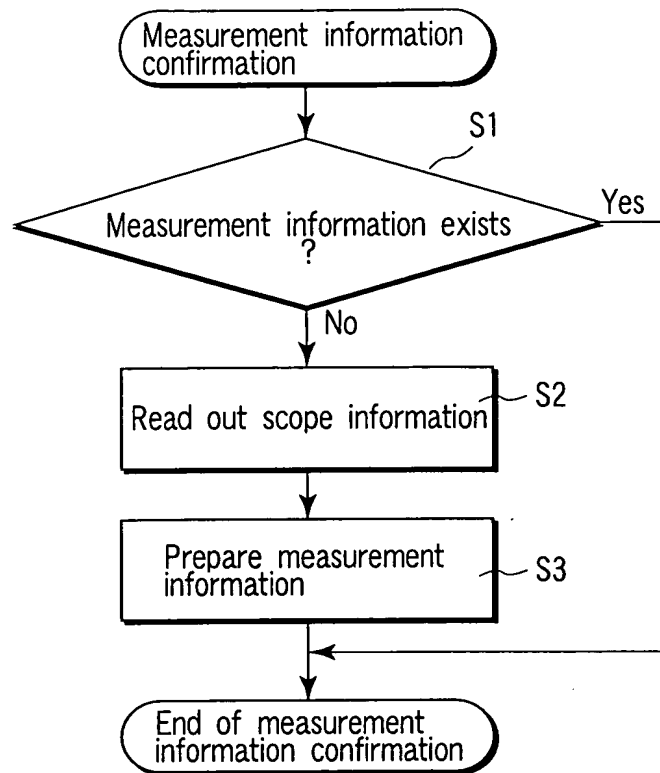 Measurement information
confirmation
S1
Yes
Measurement information exists
?
No
S2
Read out scope information
Prepare measurement
information
S3
End of measurement
information confirmation